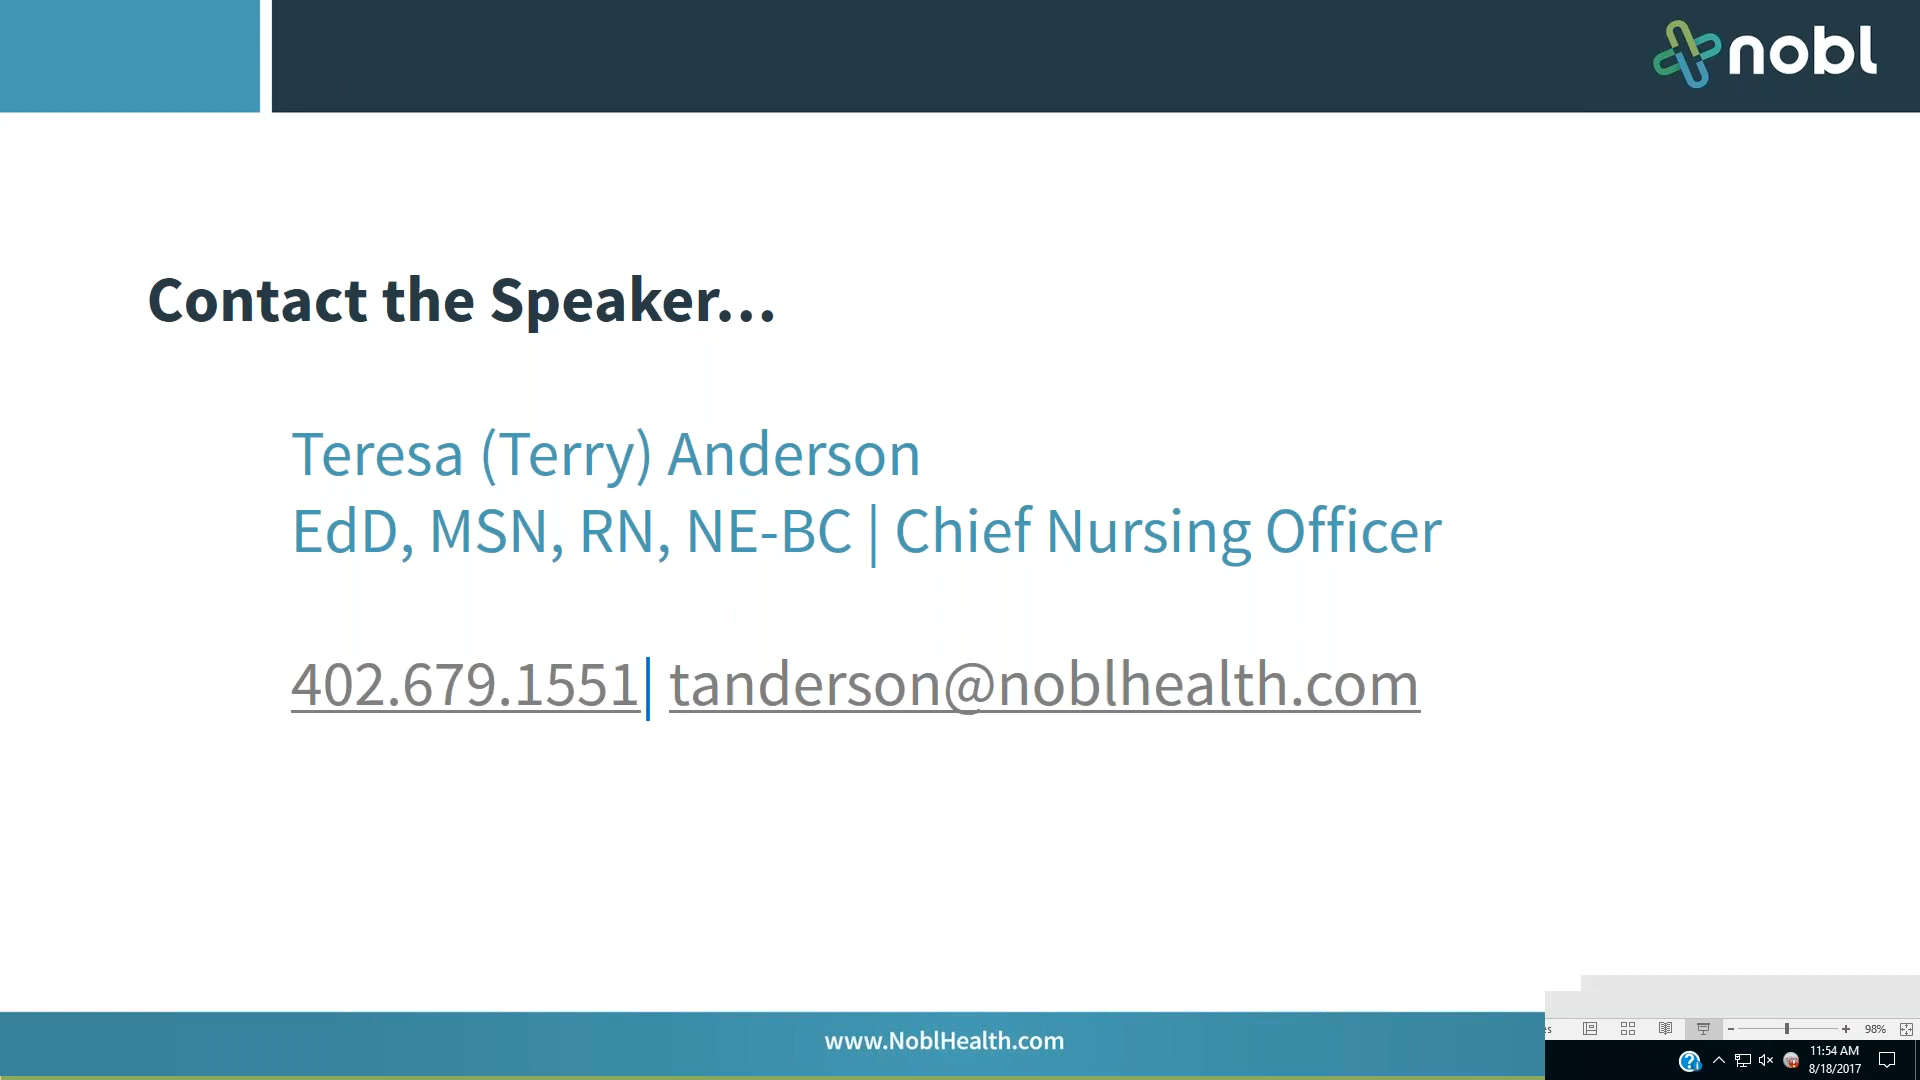 nobl
Contact the Speaker...
Teresa (Terry) Anderson
EdD, MSN, RN, NE-BC | Chief Nursing Officer
402.679.1551| tanderson@noblhealth.com
www.NoblHealth.com
98%
11:54 AM
8/18/2017